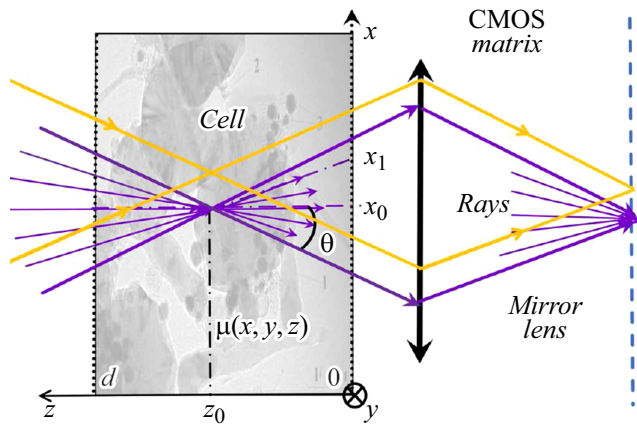 CMOS
matrix
x
Cell
x₁
x₀
Rays
θ
μ(x, y, z)
Mirror
lens
d
0
z
z₀
y